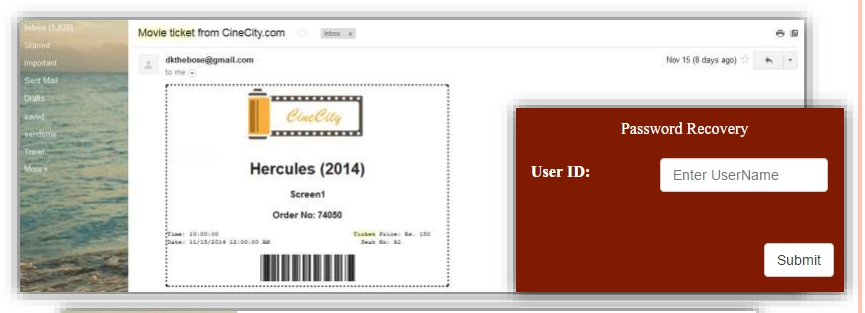 Inbox (1,828)
Starred
Important
Sent Mail
Drafts
saved
sandsms
Travel
More
Movie ticket from CineCity.com
Inbox x
dkthebose@gmail.com
to me
Nov 15 (8 days ago)
CineCity
Hercules (2014)
Screen1
Order No: 74050
Time: 10:00:00
Ticket Price: Rs. 150
Date: 11/15/2014 12:00:00 AM
Seat No: A1
Password Recovery
User ID:
Enter UserName
Submit